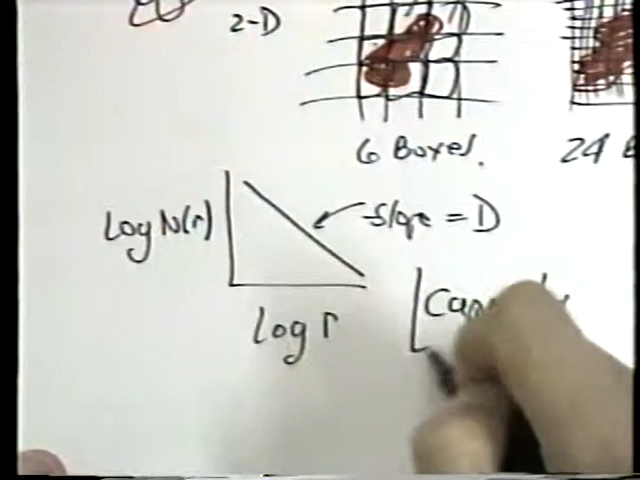 2-D
6 Boxes.
24
log N(r)
slope = D
log r